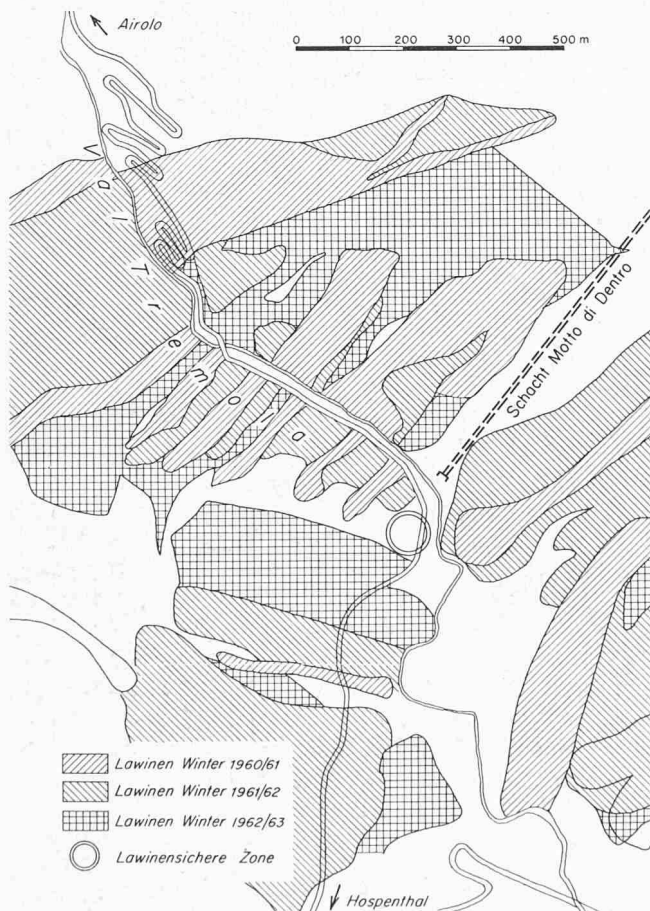 Airolo
0 100 200 300 400 500 m
Val Tremola
Schacht Motto di Dentro
Lawinen Winter 1960/61
Lawinen Winter 1961/62
Lawinen Winter 1962/63
Lawinensichere Zone
Hospenthal